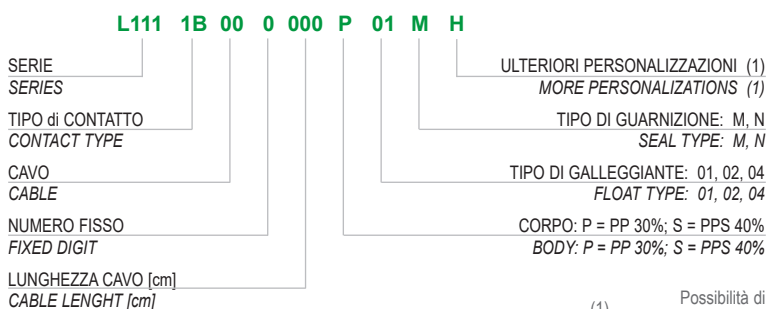 L111 1B 00 0 000 P 01 M H
SERIE
SERIES
TIPO di CONTATTO
CONTACT TYPE
CAVO
CABLE
NUMERO FISSO
FIXED DIGIT
LUNGHEZZA CAVO [cm]
CABLE LENGHT [cm]
ULTERIORI PERSONALIZZAZIONI (1)
MORE PERSONALIZATIONS (1)
TIPO DI GUARNIZIONE: M, N
SEAL TYPE: M, N
TIPO DI GALLEGGIANTE: 01, 02, 04
FLOAT TYPE: 01, 02, 04
CORPO: P = PP 30%; S = PPS 40%
BODY: P = PP 30%; S = PPS 40%
(1) Possibilità di